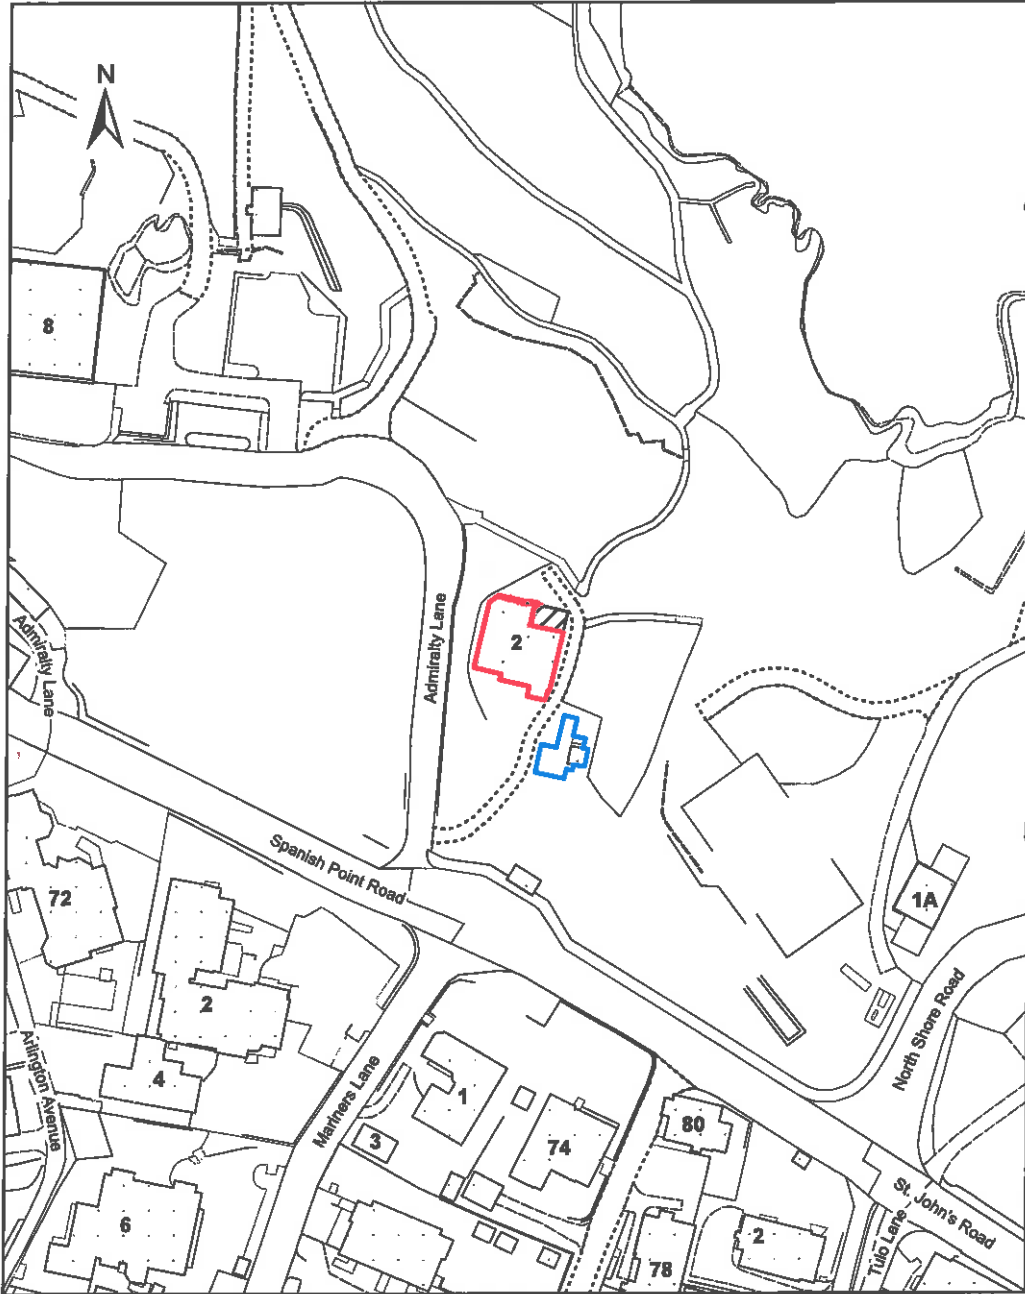 N
8
Admiralty Lane
Admiralty Lane
2
Spanish Point Road
72
1A
2
North Shore Road
Arlington Avenue
4
Mariners Lane
1
3
74
80
6
St. John's Road
2
Tulo Lane
78